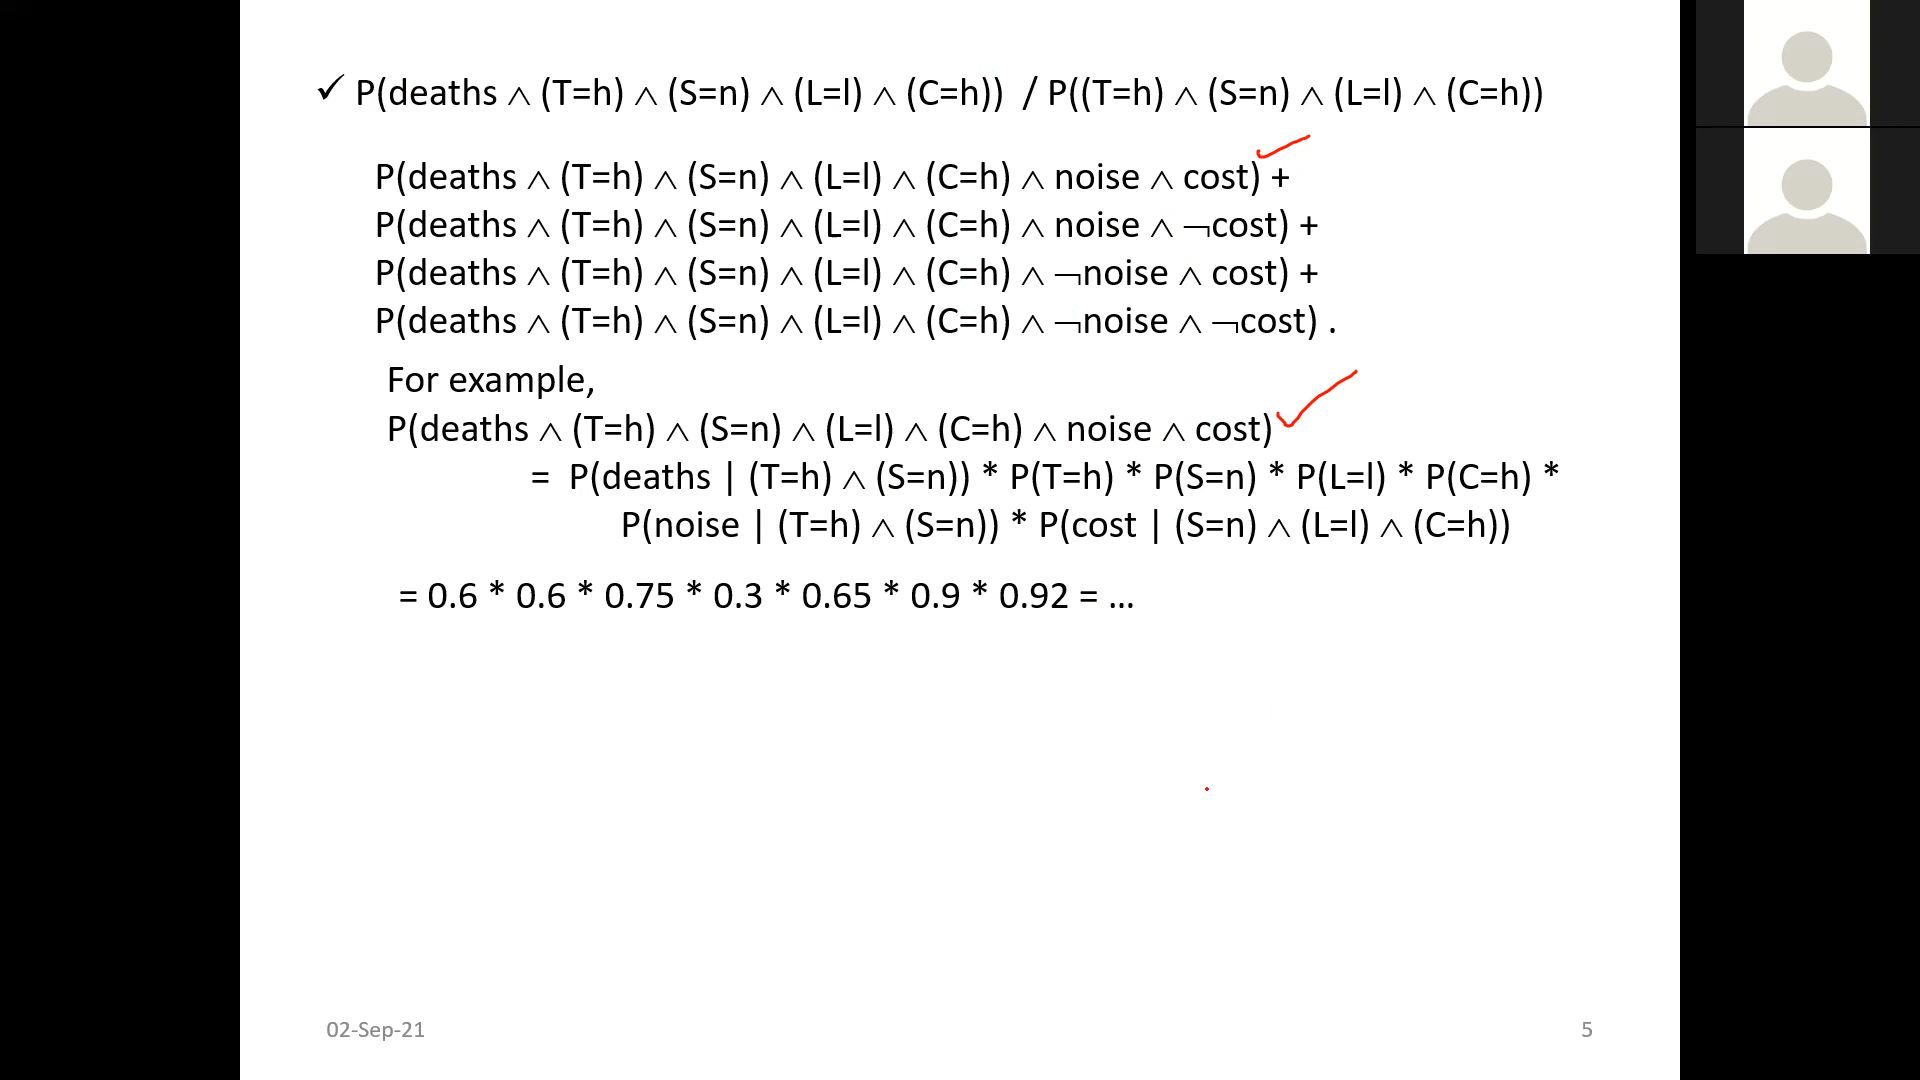 ✓ P(deaths ∧ (T=h) ∧ (S=n) ∧ (L=l) ∧ (C=h)) / P((T=h) ∧ (S=n) ∧ (L=l) ∧ (C=h))
P(deaths ∧ (T=h) ∧ (S=n) ∧ (L=l) ∧ (C=h) ∧ noise ∧ cost) +
P(deaths ∧ (T=h) ∧ (S=n) ∧ (L=l) ∧ (C=h) ∧ noise ∧ ¬cost) +
P(deaths ∧ (T=h) ∧ (S=n) ∧ (L=l) ∧ (C=h) ∧ ¬noise ∧ cost) +
P(deaths ∧ (T=h) ∧ (S=n) ∧ (L=l) ∧ (C=h) ∧ ¬noise ∧ ¬cost) .
For example,
P(deaths ∧ (T=h) ∧ (S=n) ∧ (L=l) ∧ (C=h) ∧ noise ∧ cost)
= P(deaths | (T=h) ∧ (S=n)) * P(T=h) * P(S=n) * P(L=l) * P(C=h) *
P(noise | (T=h) ∧ (S=n)) * P(cost | (S=n) ∧ (L=l) ∧ (C=h))
= 0.6 * 0.6 * 0.75 * 0.3 * 0.65 * 0.9 * 0.92 = ...
02-Sep-21
5